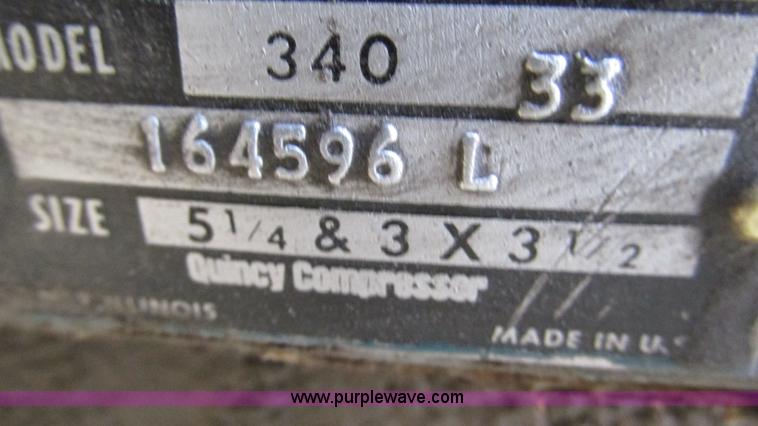 MODEL 340 33
164596 L
SIZE 5 1/4 & 3 X 3 1/2
Quincy Compressor
ILLINOIS
MADE IN U.S
www.purplewave.com